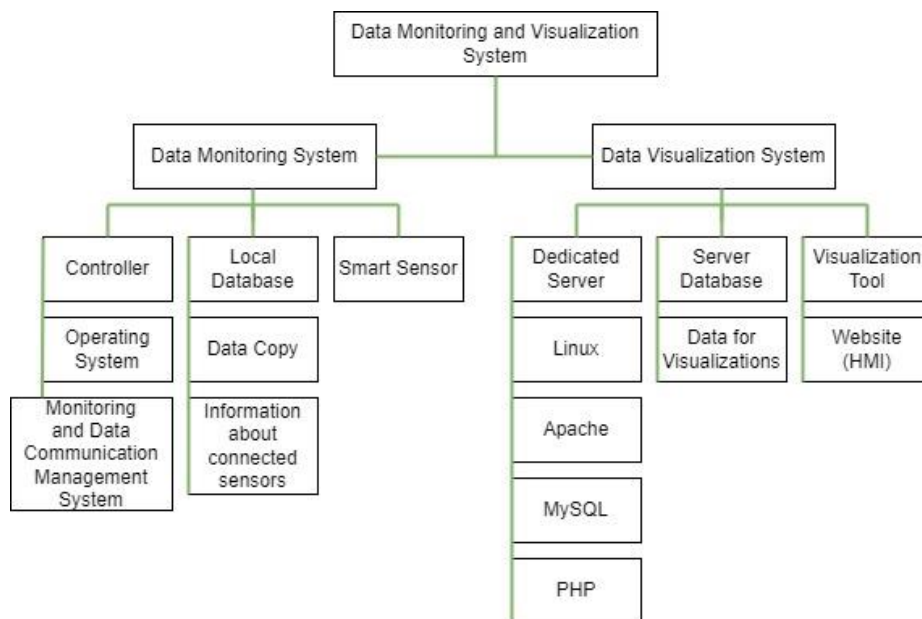 Data Monitoring and Visualization
System
Data Monitoring System
Data Visualization System
Controller
Local
Database
Smart Sensor
Dedicated
Server
Server
Database
Visualization
Tool
Operating
System
Data Copy
Linux
Data for
Visualizations
Website
(HMI)
Monitoring
and Data
Communication
Management
System
Information
about
connected
sensors
Apache
MySQL
PHP